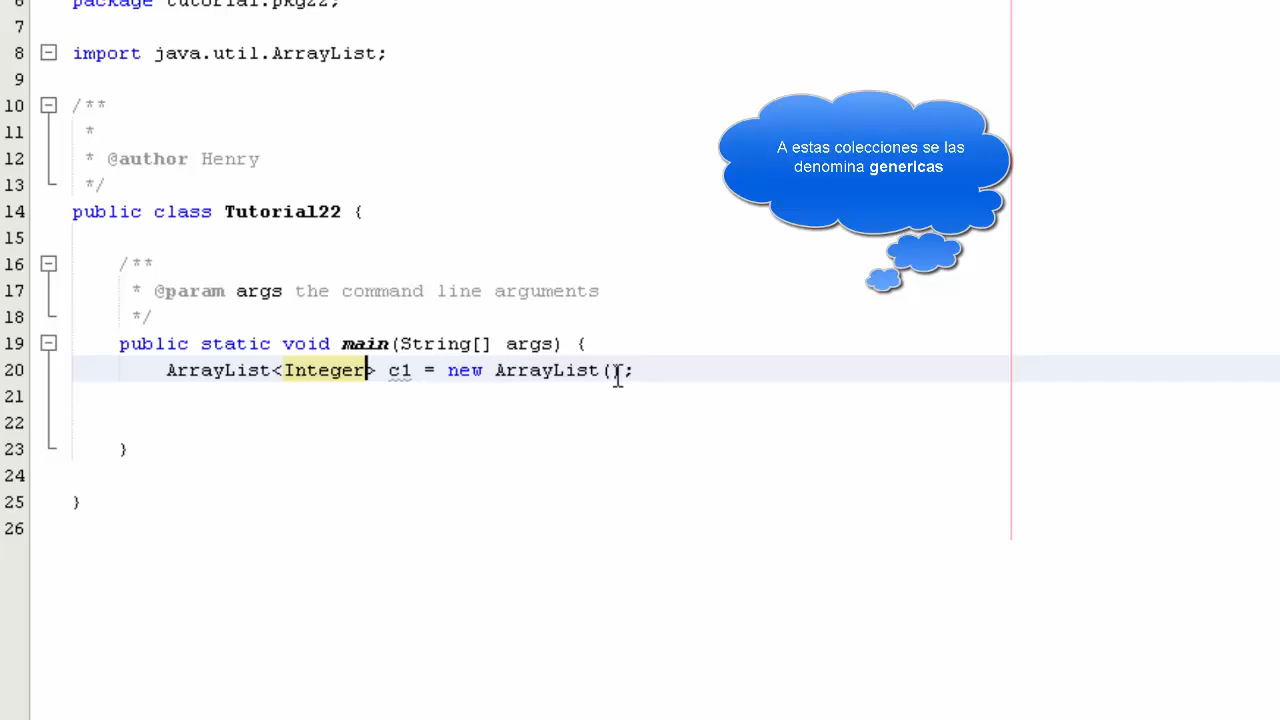 6 package tutorial.pkg22;
7
8 import java.util.ArrayList;
9
10 /**
11 *
12 * @author Henry
13 */
14 public class Tutorial22 {
15
16 /**
17 * @param args the command line arguments
18 */
19 public static void main(String[] args) {
20 ArrayList<Integer> c1 = new ArrayList();
21
22
23 }
24
25 }
26
A estas colecciones se las
denomina genericas